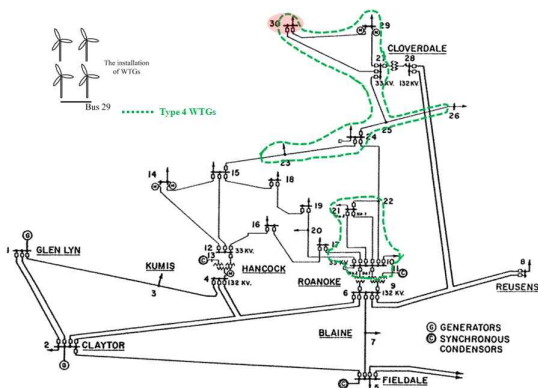 30
29
CLOVERDALE
27
28
33 KV.
132 KV.
The installation
of WTGs
Bus 29
Type 4 WTGs
26
25
24
23
14
15
18
19
22
21
20
16
17
12
33 KV.
13
HANCOCK
33 KV.
10
11
1
GLEN LYN
KUMIS
3
4
132 KV.
ROANOKE
6
9
132 KV.
8
REUSENS
BLAINE
7
2
CLAYTOR
FIELDALE
5
G GENERATORS
C SYNCHRONOUS
CONDENSORS